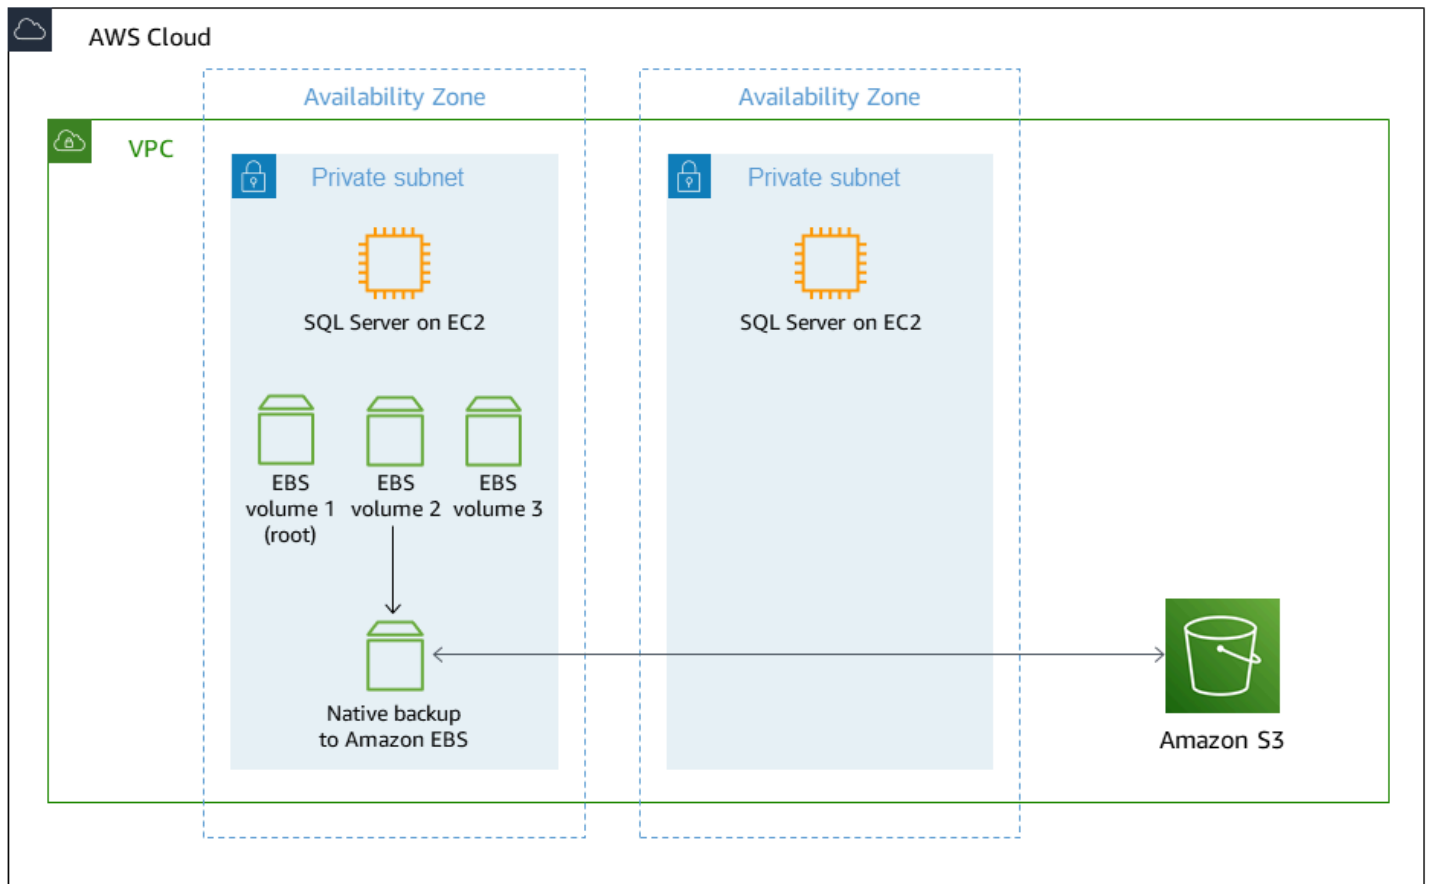 AWS Cloud
Availability Zone
Availability Zone
VPC
Private subnet
Private subnet
SQL Server on EC2
SQL Server on EC2
EBS
volume 1
(root)
EBS
volume 2
EBS
volume 3
Native backup
to Amazon EBS
Amazon S3